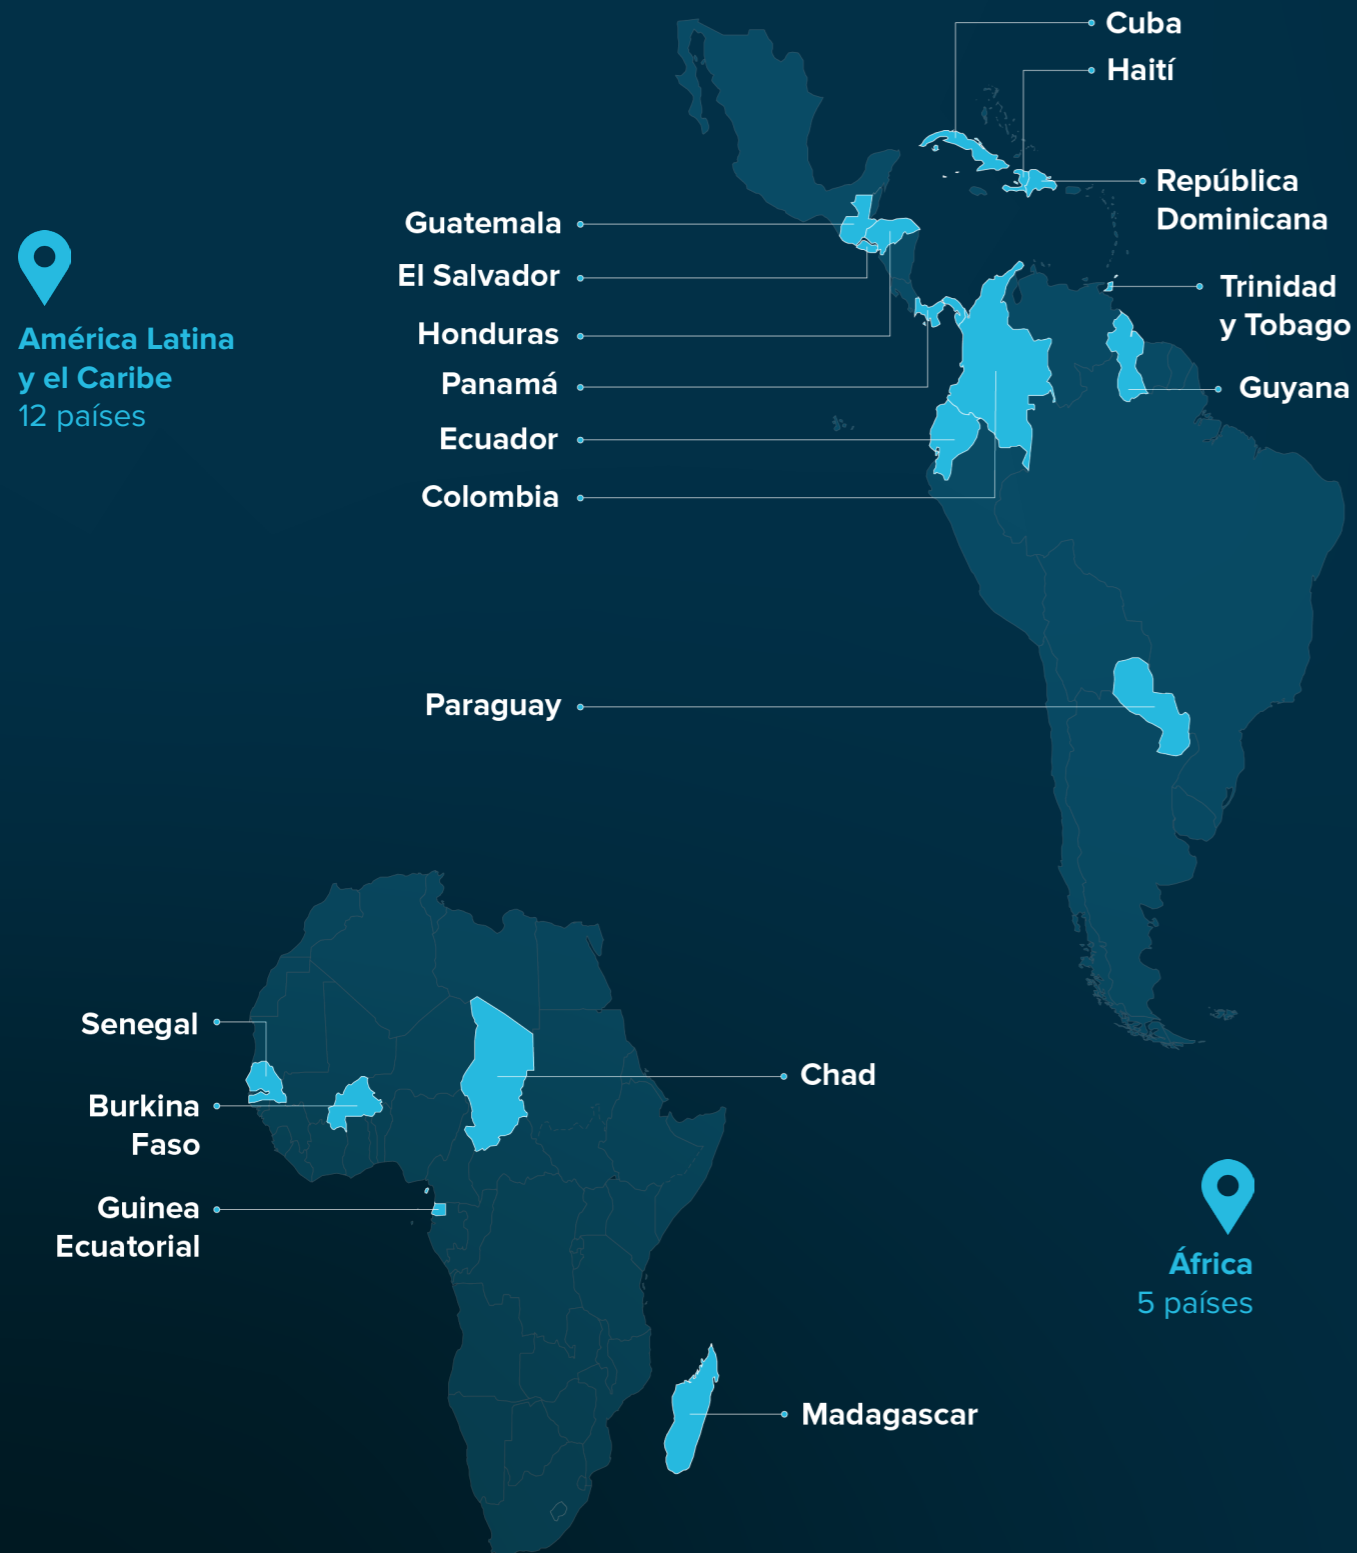 Cuba
Haití
República
Dominicana
Guatemala
El Salvador
Trinidad
y Tobago
Honduras
América Latina
y el Caribe
12 países
Panamá
Guyana
Ecuador
Colombia
Paraguay
Senegal
Chad
Burkina
Faso
Guinea
Ecuatorial
África
5 países
Madagascar